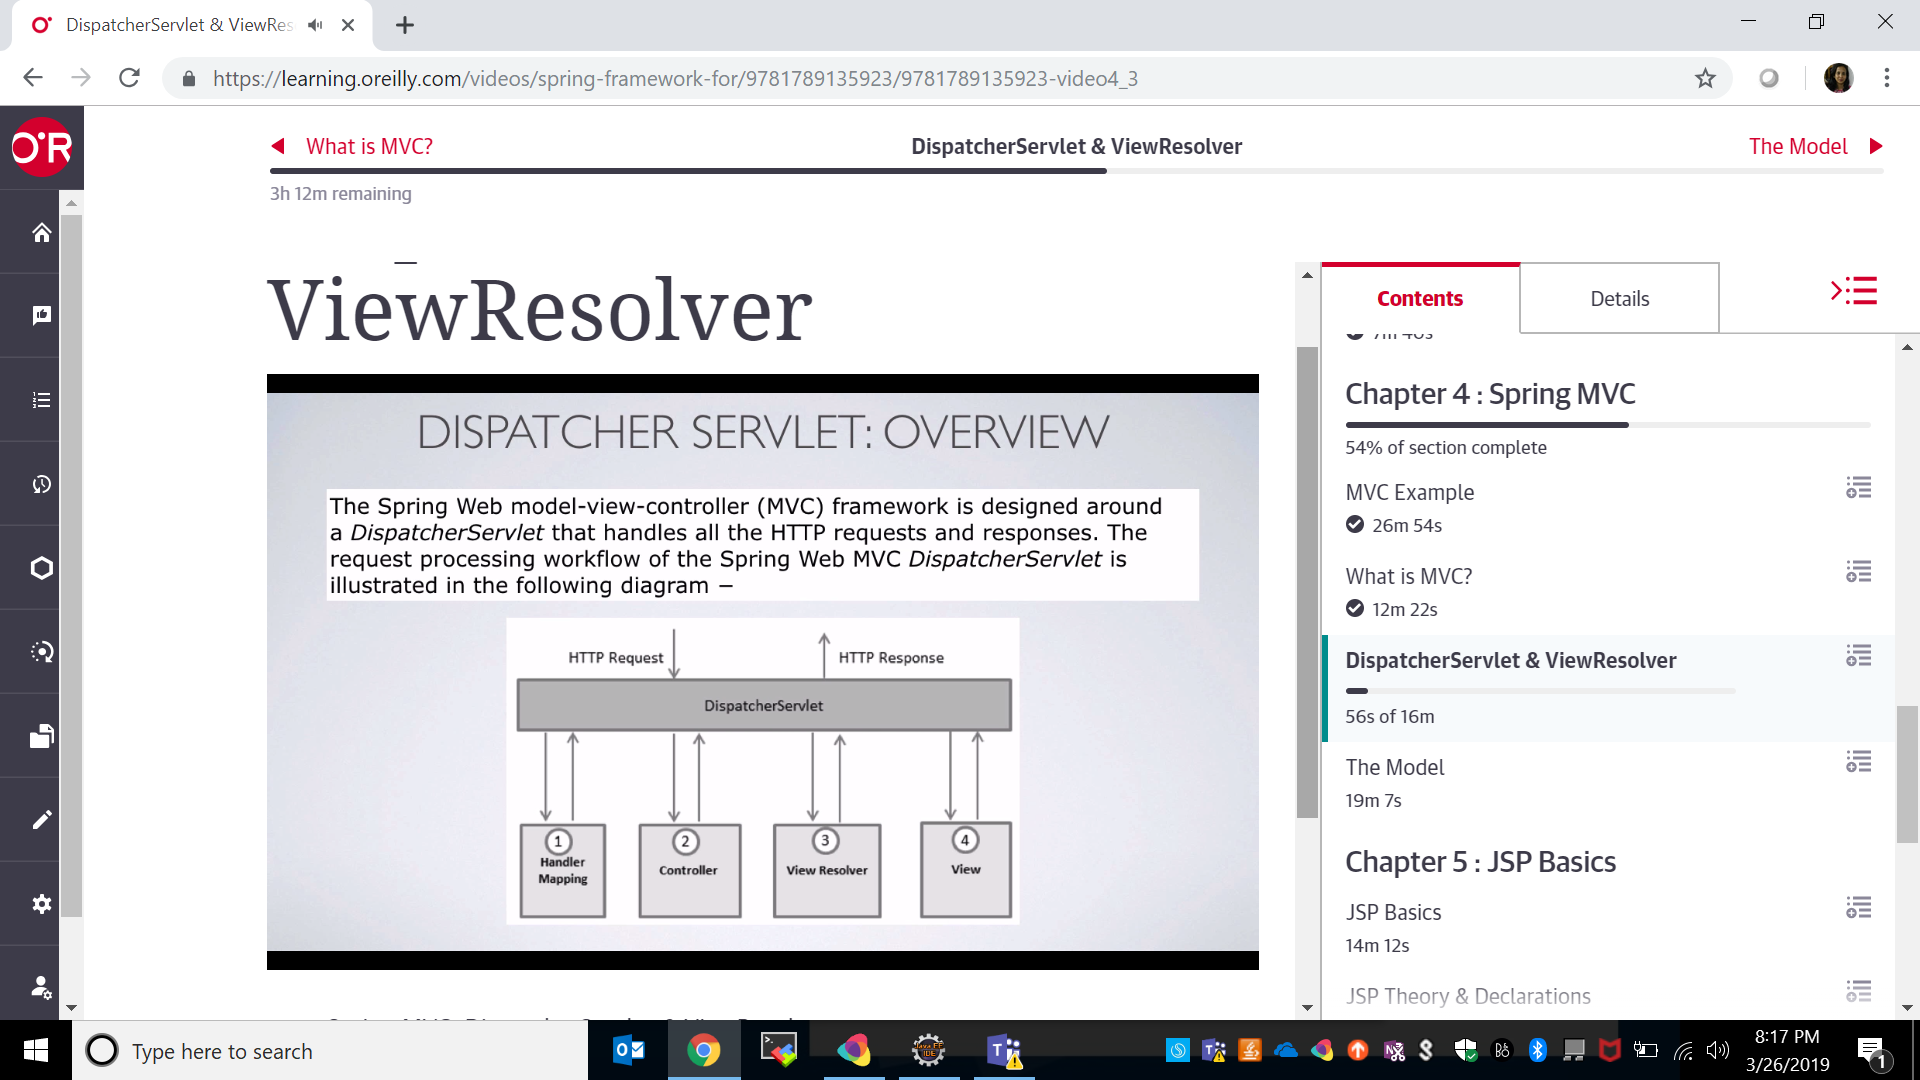 DispatcherServlet & ViewRes
https://learning.oreilly.com/videos/spring-framework-for/9781789135923/9781789135923-video4_3
O'R
What is MVC?
DispatcherServlet & ViewResolver
The Model
3h 12m remaining
ViewResolver
DISPATCHER SERVLET: OVERVIEW
The Spring Web model-view-controller (MVC) framework is designed around
a DispatcherServlet that handles all the HTTP requests and responses. The
request processing workflow of the Spring Web MVC DispatcherServlet is
illustrated in the following diagram –
HTTP Request
HTTP Response
DispatcherServlet
1
Handler
Mapping
2
Controller
3
View Resolver
4
View
Contents
Details
Chapter 4 : Spring MVC
54% of section complete
MVC Example
26m 54s
What is MVC?
12m 22s
DispatcherServlet & ViewResolver
56s of 16m
The Model
19m 7s
Chapter 5 : JSP Basics
JSP Basics
14m 12s
JSP Theory & Declarations
Type here to search
8:17 PM
3/26/2019
1